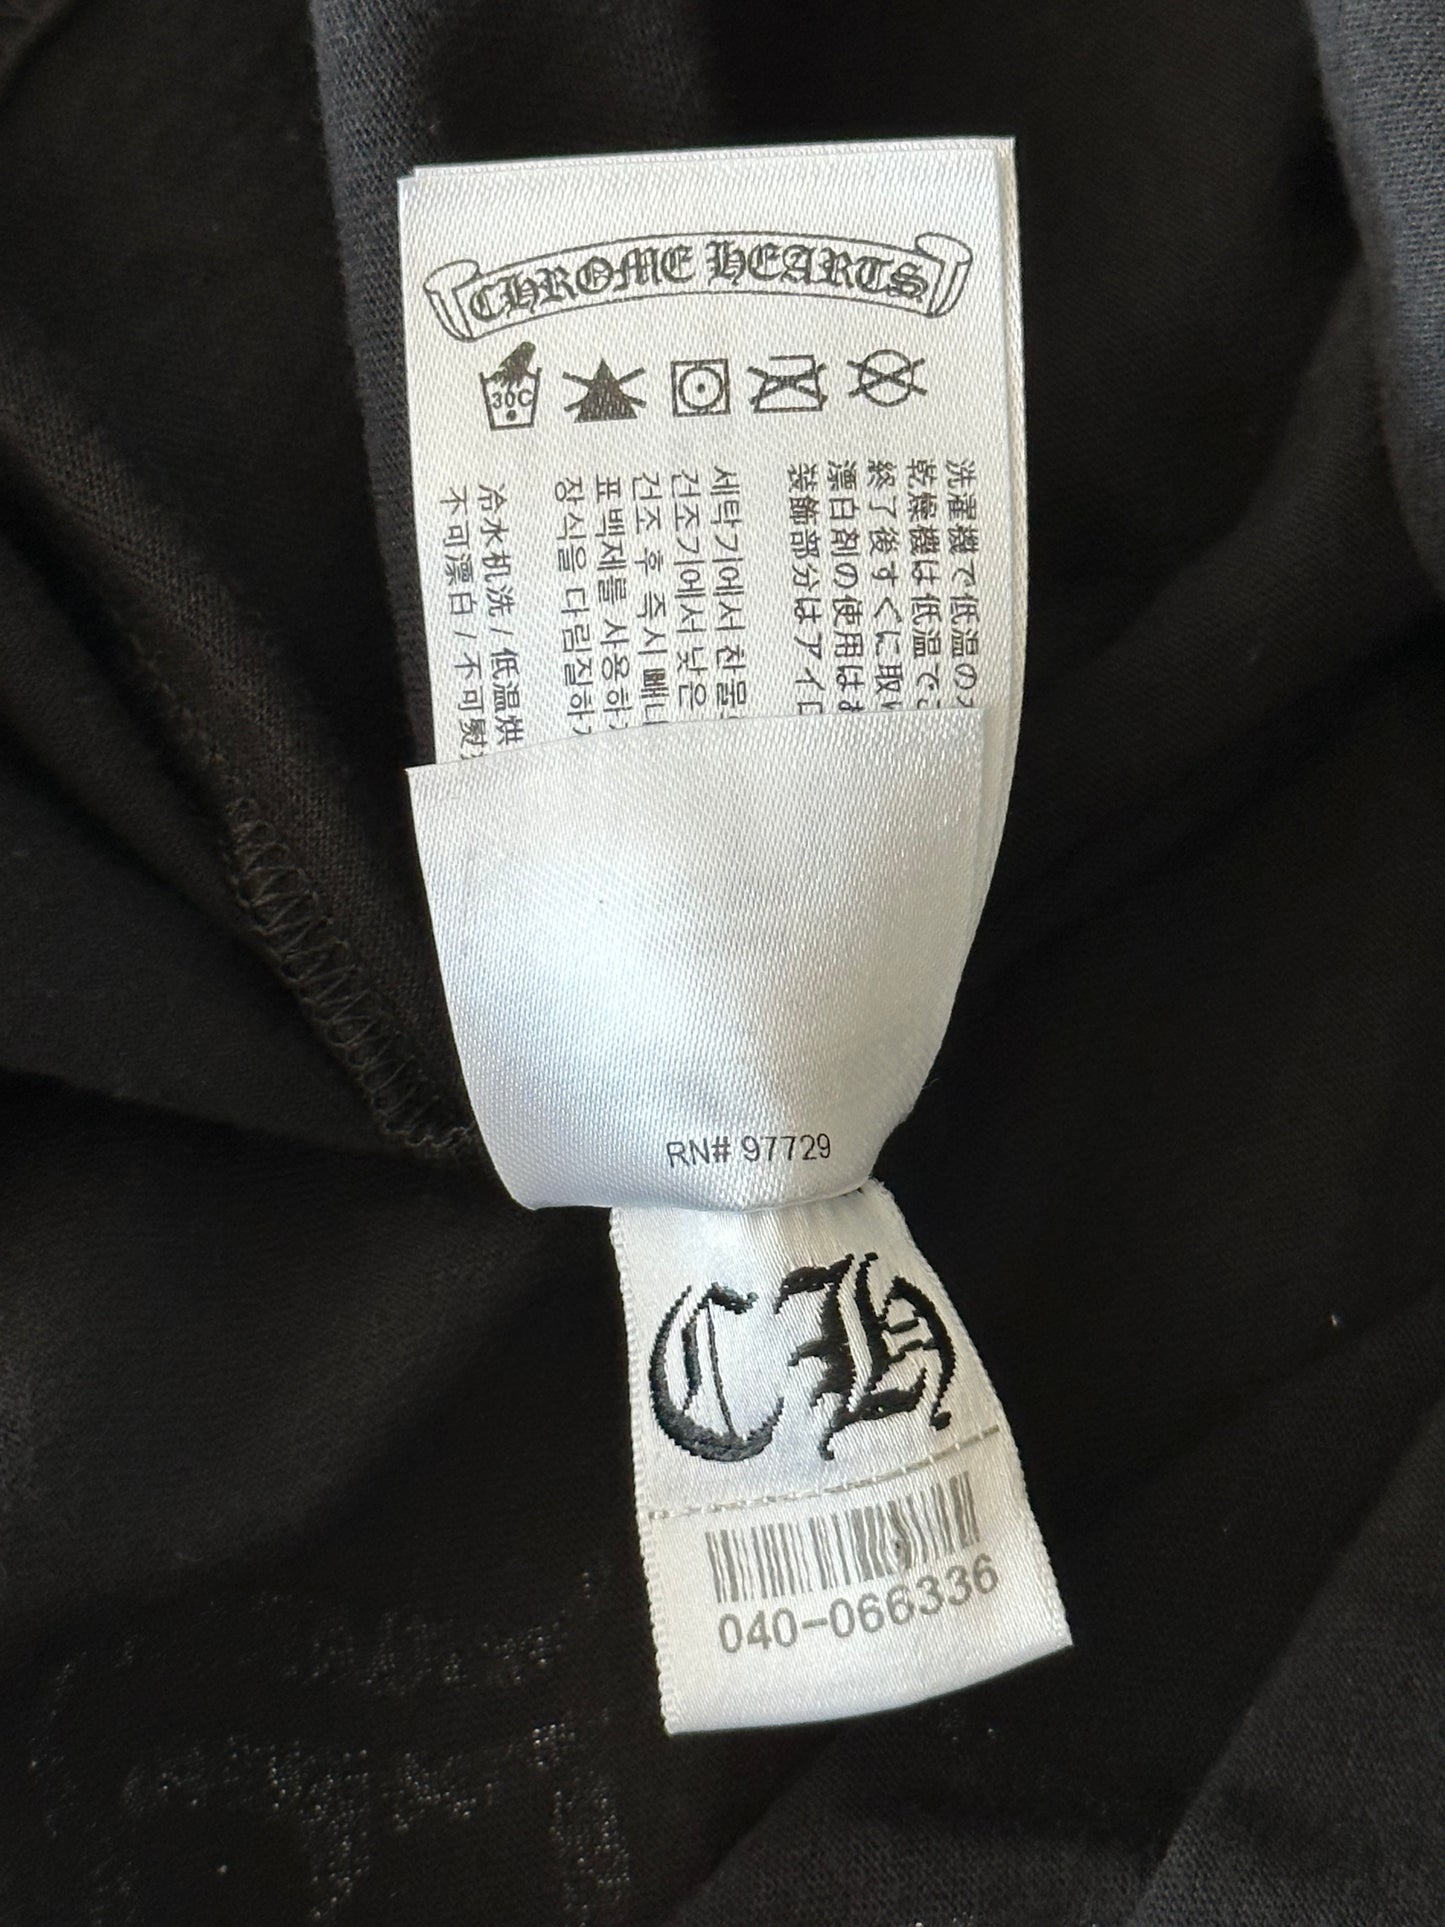 CHROME HEARTS
30C
洗濯機で低温の
乾燥機は低温で
終了後すぐに取
漂白剤の使用はお
装飾部分はアイロ
세탁기에서 찬물
건조기에서 낮은
건조 후 즉시 빼
표백제를 사용하
장식을 다림질하
冷水机洗 / 低温烘
不可漂白 / 不可熨
RN# 97729
CH
040-066336